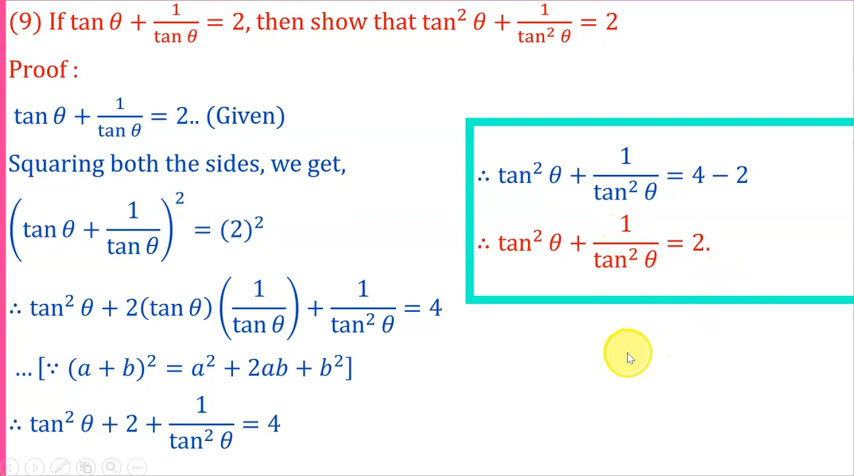 (9) If tan θ + 1/tan θ = 2, then show that tan² θ + 1/tan² θ = 2
Proof :
tan θ + 1/tan θ = 2.. (Given)
Squaring both the sides, we get,
(tan θ + 1/tan θ)² = (2)²
∴ tan² θ + 2(tan θ)(1/tan θ) + 1/tan² θ = 4
... [∵ (a + b)² = a² + 2ab + b²]
∴ tan² θ + 2 + 1/tan² θ = 4
∴ tan² θ + 1/tan² θ = 4 − 2
∴ tan² θ + 1/tan² θ = 2.